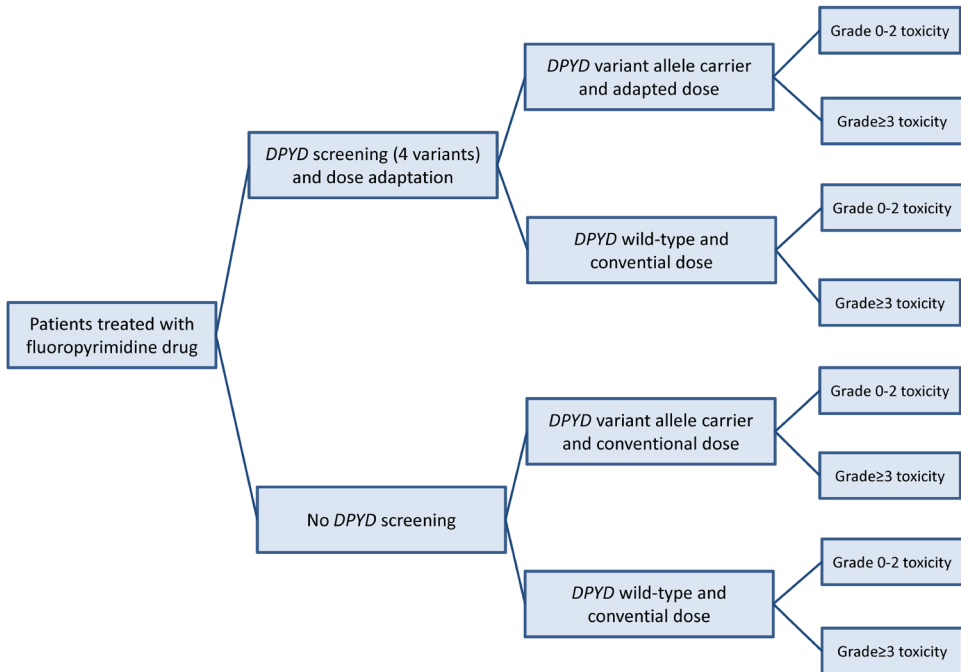 Patients treated with
fluoropyrimidine drug
DPYD screening (4 variants)
and dose adaptation
DPYD variant allele carrier
and adapted dose
Grade 0-2 toxicity
Grade≥3 toxicity
DPYD wild-type and
convential dose
Grade 0-2 toxicity
Grade≥3 toxicity
No DPYD screening
DPYD variant allele carrier
and conventional dose
Grade 0-2 toxicity
Grade≥3 toxicity
DPYD wild-type and
convential dose
Grade 0-2 toxicity
Grade≥3 toxicity